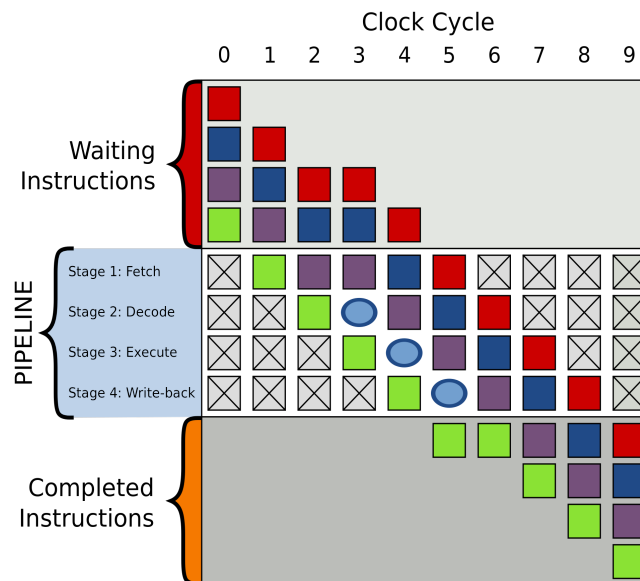 Clock Cycle
0 1 2 3 4 5 6 7 8 9
Waiting
Instructions
PIPELINE
Stage 1: Fetch
Stage 2: Decode
Stage 3: Execute
Stage 4: Write-back
Completed
Instructions